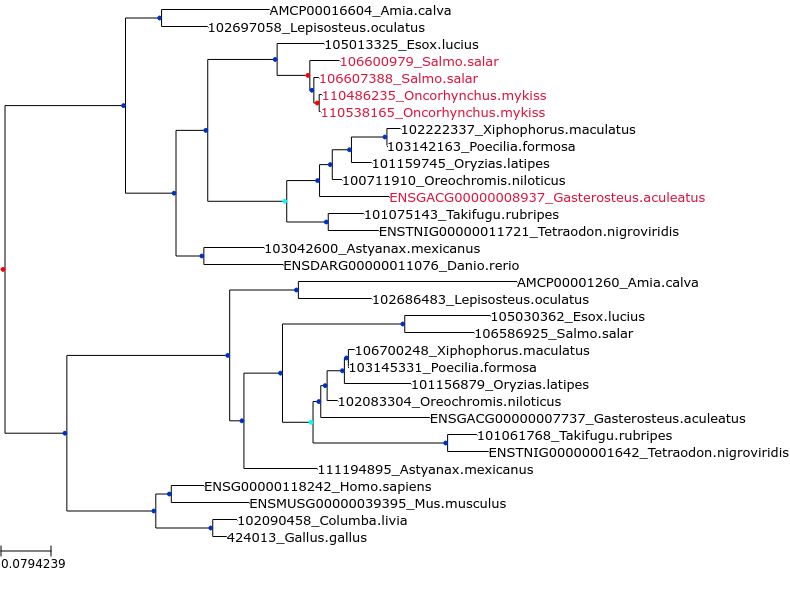 AMCP00016604_Amia.calva
102697058_Lepisosteus.oculatus
105013325_Esox.lucius
106600979_Salmo.salar
106607388_Salmo.salar
110486235_Oncorhynchus.mykiss
110538165_Oncorhynchus.mykiss
102222337_Xiphophorus.maculatus
103142163_Poecilia.formosa
101159745_Oryzias.latipes
100711910_Oreochromis.niloticus
ENSGACG00000008937_Gasterosteus.aculeatus
101075143_Takifugu.rubripes
ENSTNIG00000011721_Tetraodon.nigroviridis
103042600_Astyanax.mexicanus
ENSDARG00000011076_Danio.rerio
AMCP00001260_Amia.calva
102686483_Lepisosteus.oculatus
105030362_Esox.lucius
106586925_Salmo.salar
106700248_Xiphophorus.maculatus
103145331_Poecilia.formosa
101156879_Oryzias.latipes
102083304_Oreochromis.niloticus
ENSGACG00000007737_Gasterosteus.aculeatus
101061768_Takifugu.rubripes
ENSTNIG00000001642_Tetraodon.nigroviridis
111194895_Astyanax.mexicanus
ENSG00000118242_Homo.sapiens
ENSMUSG00000039395_Mus.musculus
102090458_Columba.livia
424013_Gallus.gallus
0.0794239